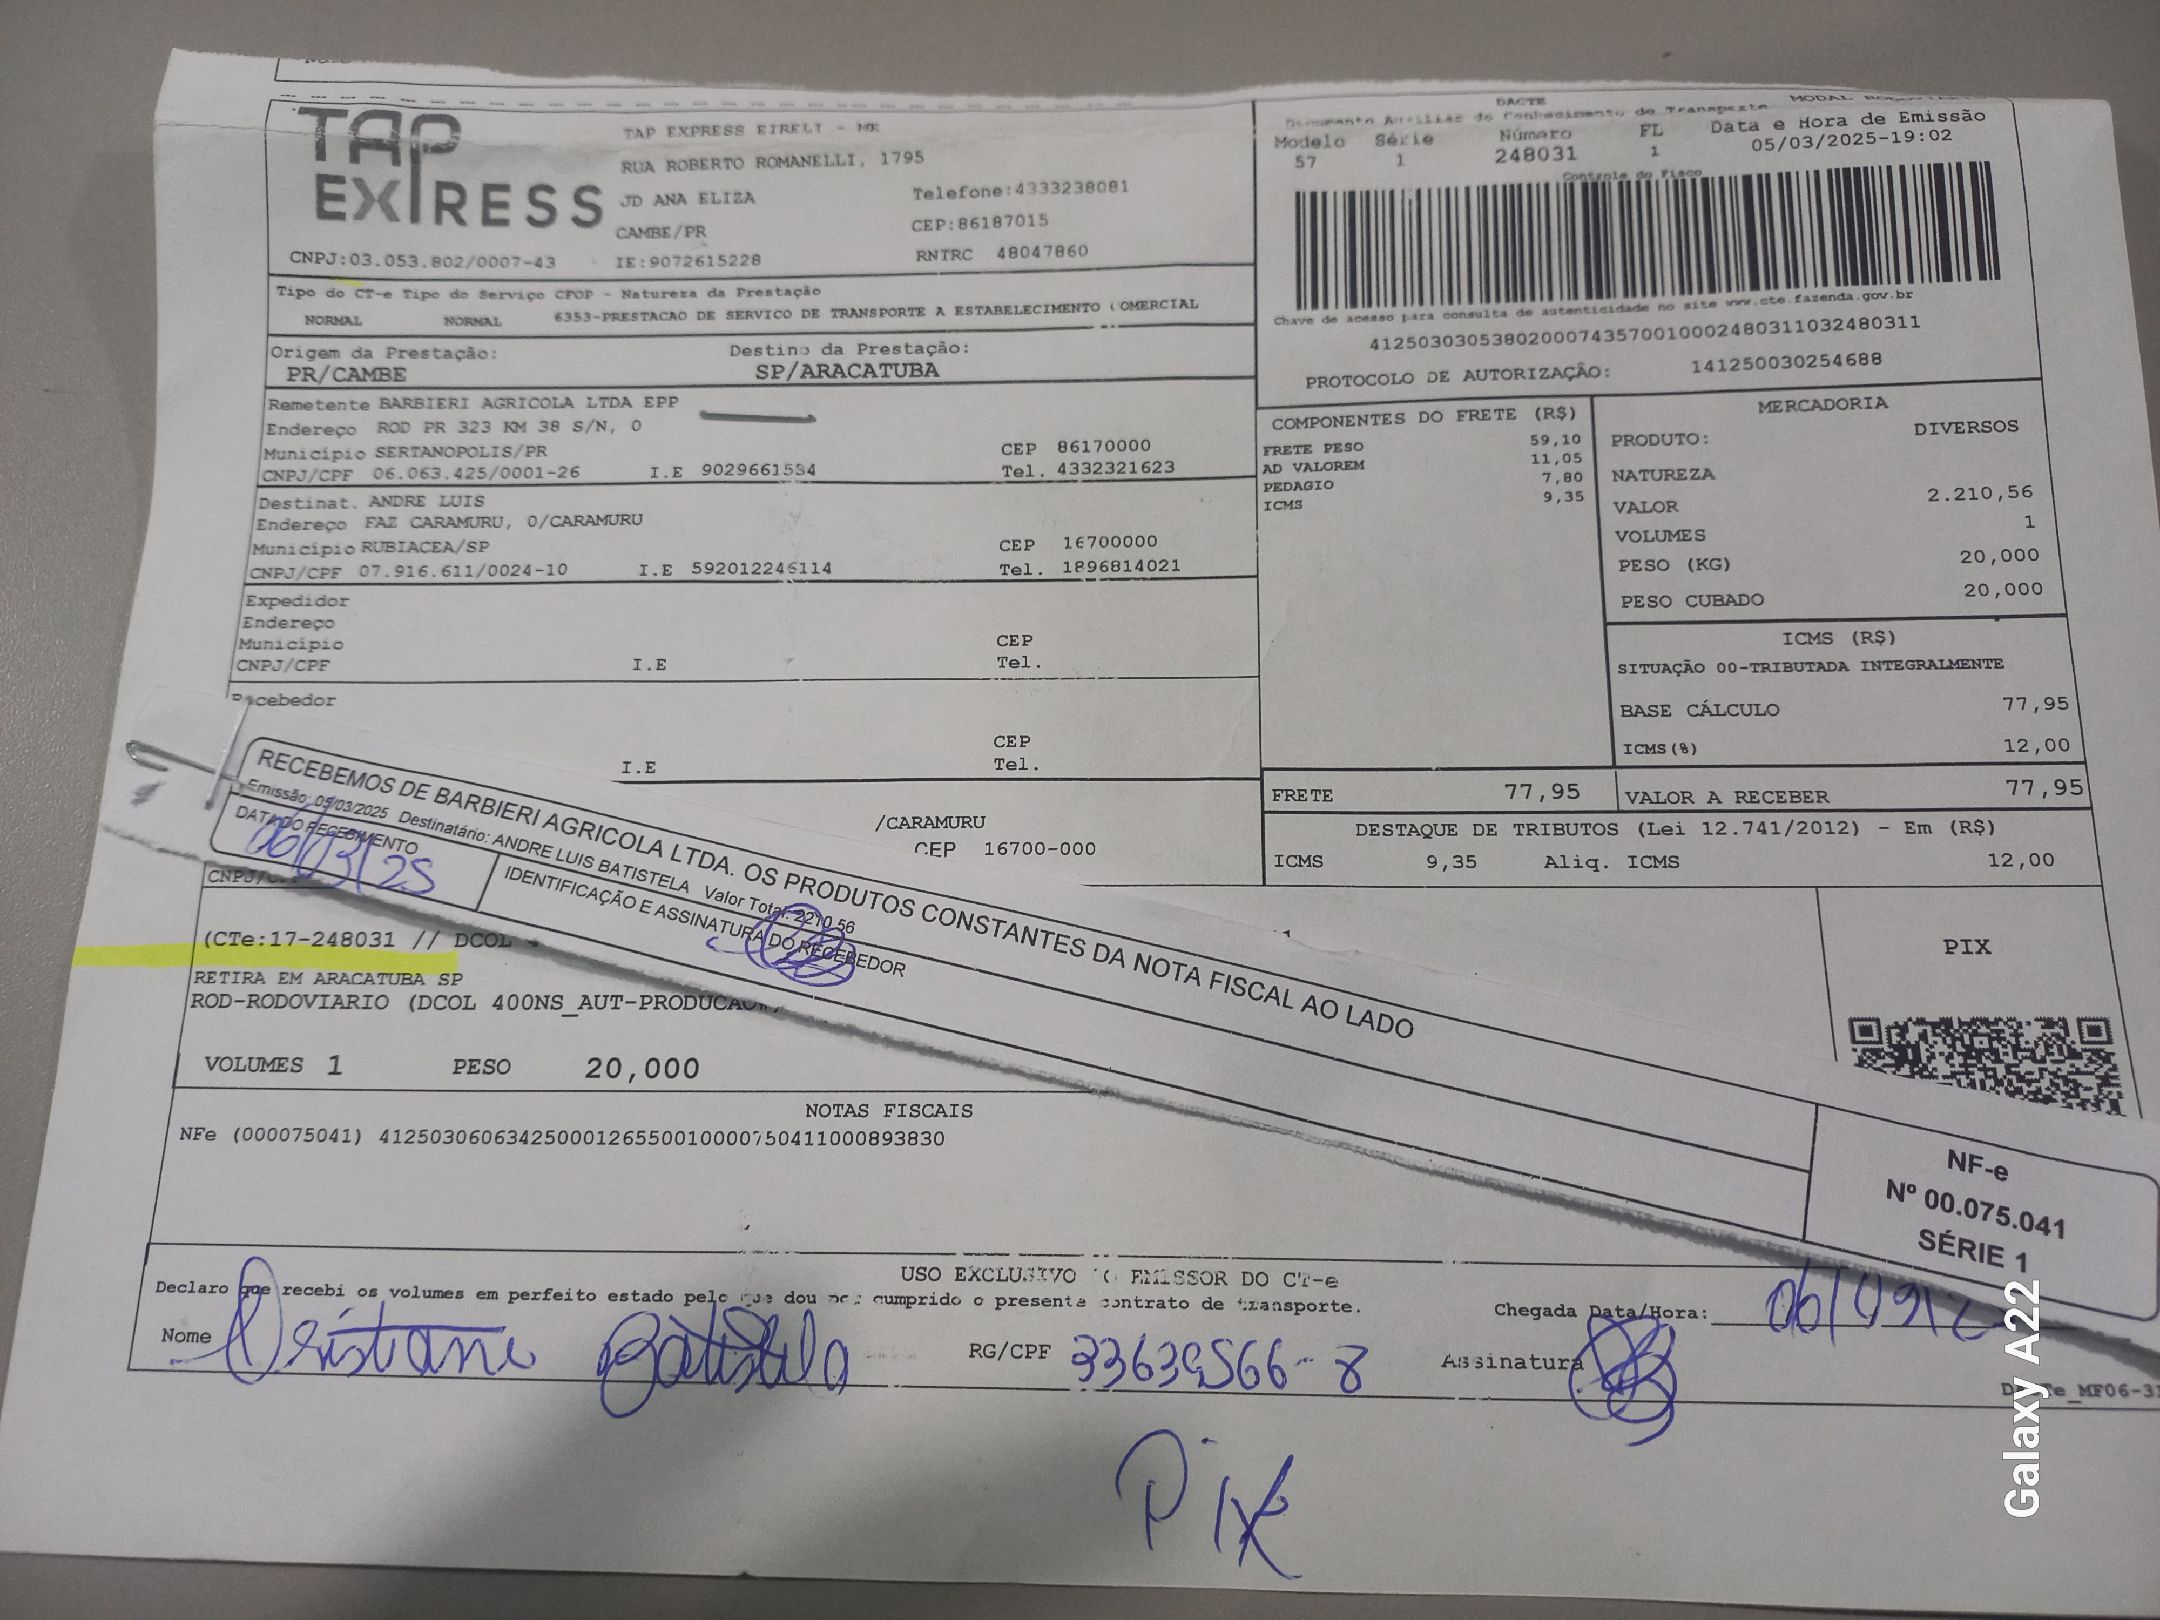 TAP EXPRESS
TAP EXPRESS EIRELI - ME
RUA ROBERTO ROMANELLI, 1795
JD ANA ELIZA Telefone:4333238081
CAMBE/PR CEP:86187015
CNPJ:03.053.802/0007-43 IE:9072615228 RNTRC 48047860
DACTE
Documento Auxiliar do Conhecimento de Transporte
Modelo Série Número FL Data e Hora de Emissão
57 1 248031 1 05/03/2025-19:02
Controle do Fisco
Chave de acesso para consulta de autenticidade no site www.cte.fazenda.gov.br
41250303053802000743570010002480311032480311
PROTOCOLO DE AUTORIZAÇÃO: 141250030254688
Tipo do CT-e Tipo do Serviço CFOP - Natureza da Prestação
NORMAL NORMAL 6353-PRESTACAO DE SERVICO DE TRANSPORTE A ESTABELECIMENTO COMERCIAL
Origem da Prestação: Destino da Prestação:
PR/CAMBE SP/ARACATUBA
Remetente BARBIERI AGRICOLA LTDA EPP
Endereço ROD PR 323 KM 38 S/N, 0
Município SERTANOPOLIS/PR CEP 86170000
CNPJ/CPF 06.063.425/0001-26 I.E 9029661534 Tel. 4332321623
Destinat. ANDRE LUIS
Endereço FAZ CARAMURU, 0/CARAMURU
Município RUBIACEA/SP CEP 16700000
CNPJ/CPF 07.916.611/0024-10 I.E 592012246114 Tel. 1896814021
Expedidor
Endereço
Município CEP
CNPJ/CPF I.E Tel.
Recebedor
CEP
I.E Tel.
/CARAMURU
CEP 16700-000
CNPJ/
COMPONENTES DO FRETE (R$)
FRETE PESO 59,10
AD VALOREM 11,05
PEDAGIO 7,80
ICMS 9,35
MERCADORIA
PRODUTO: DIVERSOS
NATUREZA
VALOR 2.210,56
VOLUMES 1
PESO (KG) 20,000
PESO CUBADO 20,000
ICMS (R$)
SITUAÇÃO 00-TRIBUTADA INTEGRALMENTE
BASE CÁLCULO 77,95
ICMS(%) 12,00
FRETE 77,95 VALOR A RECEBER 77,95
DESTAQUE DE TRIBUTOS (Lei 12.741/2012) - Em (R$)
ICMS 9,35 Aliq. ICMS 12,00
RECEBEMOS DE BARBIERI AGRICOLA LTDA. OS PRODUTOS CONSTANTES DA NOTA FISCAL AO LADO
Emissão: 05/03/2025 Destinatário: ANDRE LUIS BATISTELA Valor Total: 2210,56
DATA DO RECEBIMENTO IDENTIFICAÇÃO E ASSINATURA DO RECEBEDOR
06/03/25
NF-e
Nº 00.075.041
SÉRIE 1
PIX
(CTe:17-248031 // DCOL
RETIRA EM ARACATUBA SP
ROD-RODOVIARIO (DCOL 400NS_AUT-PRODUCAO
VOLUMES 1 PESO 20,000
NOTAS FISCAIS
NFe (000075041) 41250306063425000126550010000750411000893830
USO EXCLUSIVO DO EMISSOR DO CT-e
Declaro que recebi os volumes em perfeito estado pelo que dou por cumprido o presente contrato de transporte.
Chegada Data/Hora:
Nome Cristiane Batistela RG/CPF 33639566-8 Assinatura
Pix
Galaxy A22